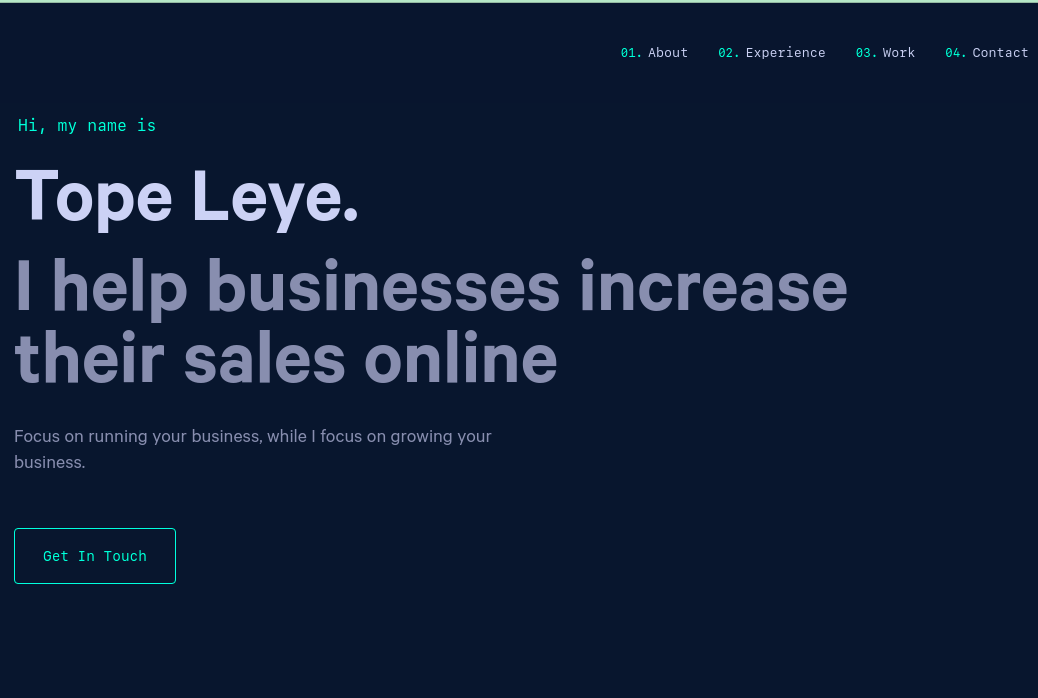 01. About 02. Experience 03. Work 04. Contact
Hi, my name is
Tope Leye.
I help businesses increase
their sales online
Focus on running your business, while I focus on growing your
business.
Get In Touch